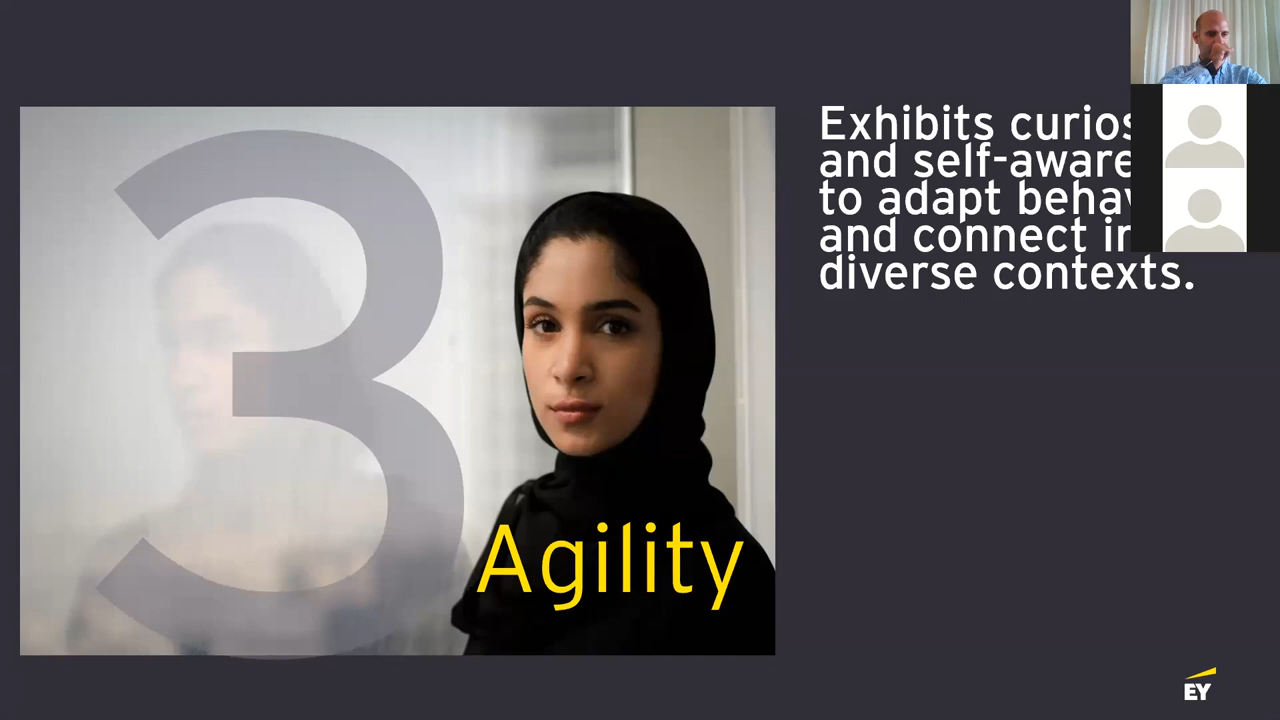 3
Agility
Exhibits
and
to adapt
and connect
diverse contexts.
EY